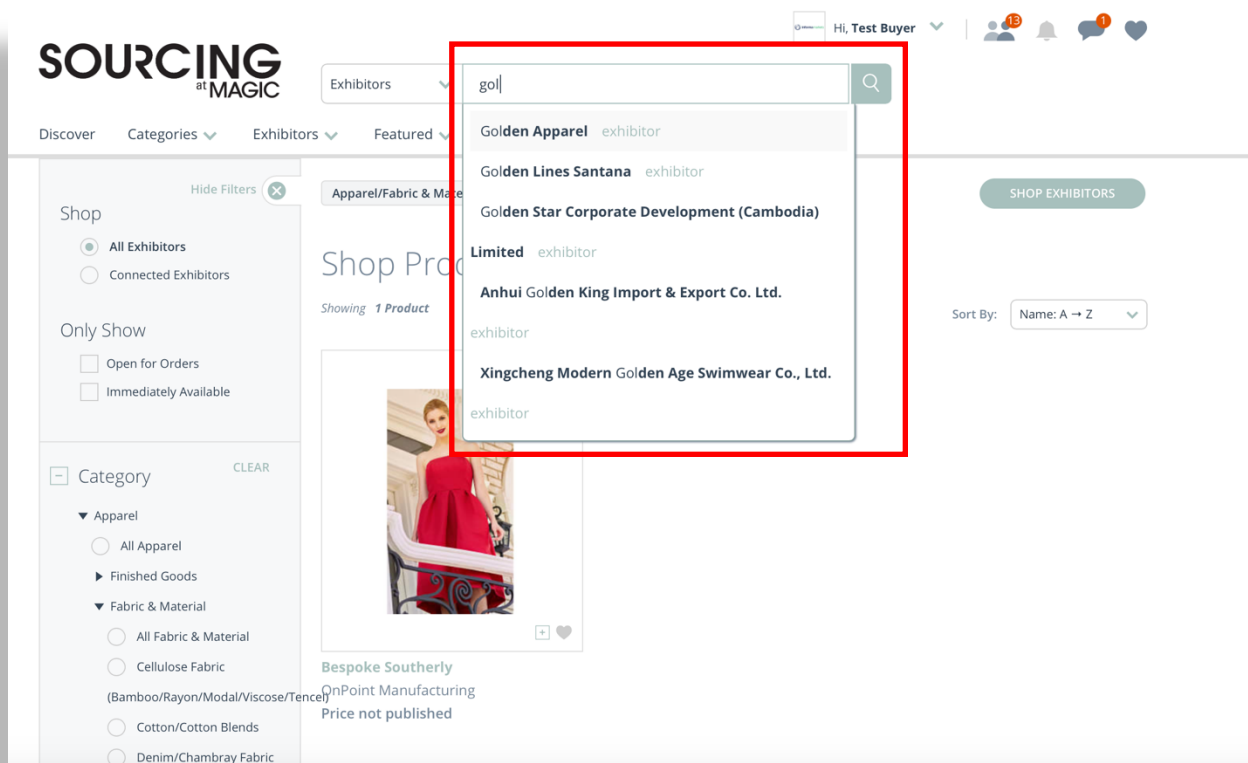 Hi, Test Buyer
13
1
SOURCING
at MAGIC
Exhibitors
gol
Discover
Categories
Exhibitors
Featured
Golden Apparel exhibitor
Golden Lines Santana exhibitor
Golden Star Corporate Development (Cambodia)
Limited exhibitor
Anhui Golden King Import & Export Co. Ltd.
exhibitor
Xingcheng Modern Golden Age Swimwear Co., Ltd.
exhibitor
Hide Filters
Shop
All Exhibitors
Connected Exhibitors
Only Show
Open for Orders
Immediately Available
Category
CLEAR
Apparel
All Apparel
Finished Goods
Fabric & Material
All Fabric & Material
Cellulose Fabric
(Bamboo/Rayon/Modal/Viscose/Tencel)
Cotton/Cotton Blends
Denim/Chambray Fabric
Apparel/Fabric & Mate
SHOP EXHIBITORS
Shop Pro
Showing 1 Product
Sort By:
Name: A → Z
Bespoke Southerly
OnPoint Manufacturing
Price not published